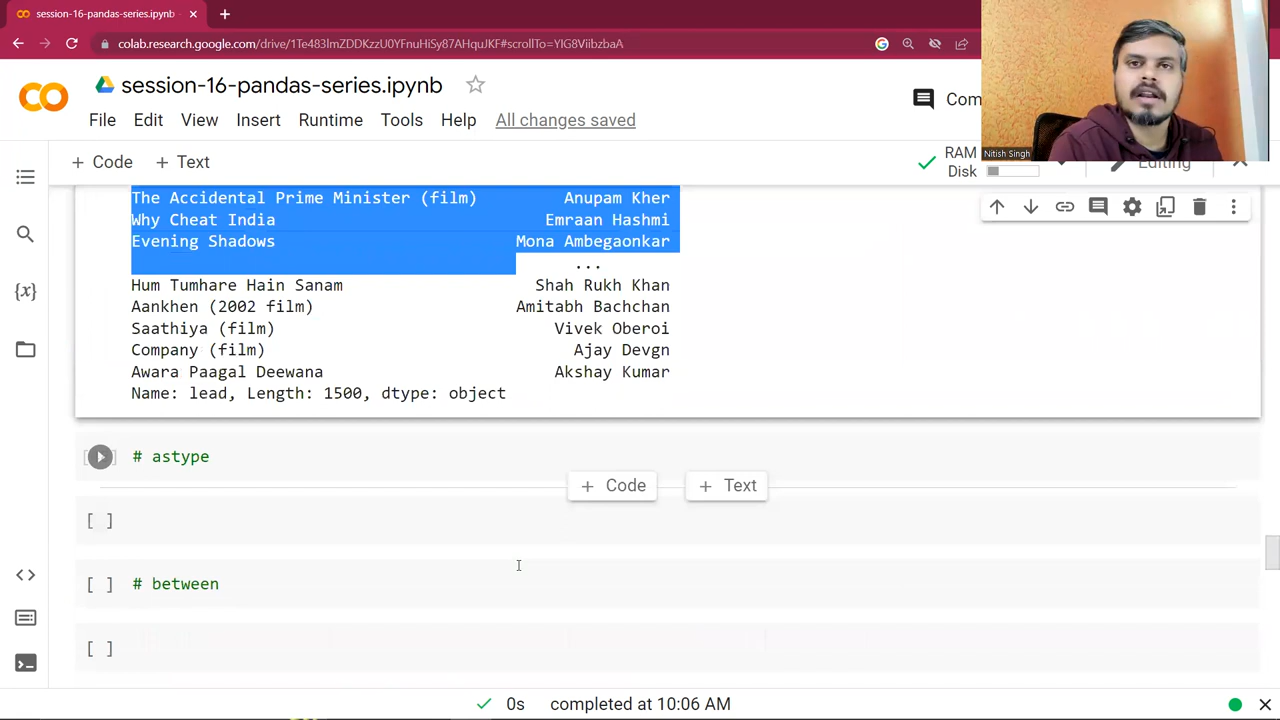 session-16-pandas-series.ipynb
colab.research.google.com/drive/1Te483lmZDDKzzU0YFnuHiSy87AHquJKF#scrollTo=YIG8ViibzbaA
session-16-pandas-series.ipynb
Com
File Edit View Insert Runtime Tools Help All changes saved
Nitish Singh
+ Code + Text
RAM
Disk
Editing
The Accidental Prime Minister (film) Anupam Kher
Why Cheat India Emraan Hashmi
Evening Shadows Mona Ambegaonkar
...
Hum Tumhare Hain Sanam Shah Rukh Khan
Aankhen (2002 film) Amitabh Bachchan
Saathiya (film) Vivek Oberoi
Company (film) Ajay Devgn
Awara Paagal Deewana Akshay Kumar
Name: lead, Length: 1500, dtype: object
[ ] # astype
+ Code + Text
[ ]
[ ] # between
[ ]
0s completed at 10:06 AM